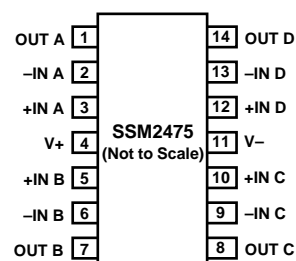 OUT A 1 14 OUT D
–IN A 2 13 –IN D
+IN A 3 12 +IN D
V+ 4 SSM2475 11 V–
(Not to Scale)
+IN B 5 10 +IN C
–IN B 6 9 –IN C
OUT B 7 8 OUT C